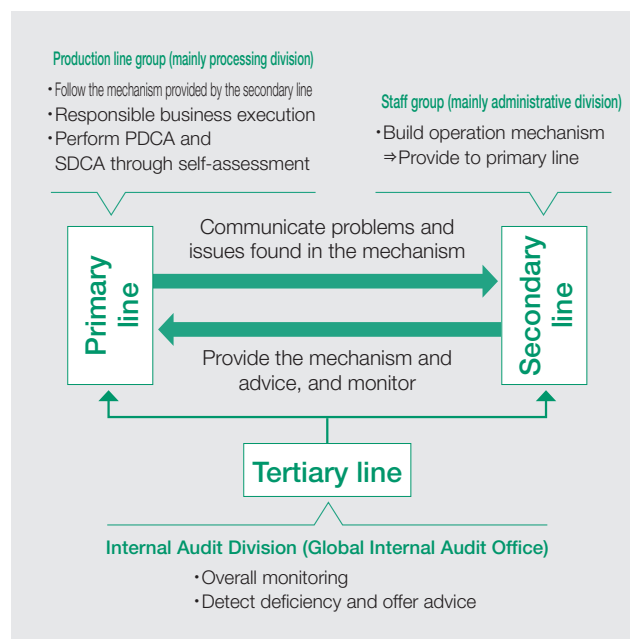 Production line group (mainly processing division)
・Follow the mechanism provided by the secondary line
・Responsible business execution
・Perform PDCA and
SDCA through self-assessment
Staff group (mainly administrative division)
・Build operation mechanism
⇒Provide to primary line
Primary
line
Communicate problems and
issues found in the mechanism
Provide the mechanism and
advice, and monitor
Secondary
line
Tertiary line
Internal Audit Division (Global Internal Audit Office)
・Overall monitoring
・Detect deficiency and offer advice